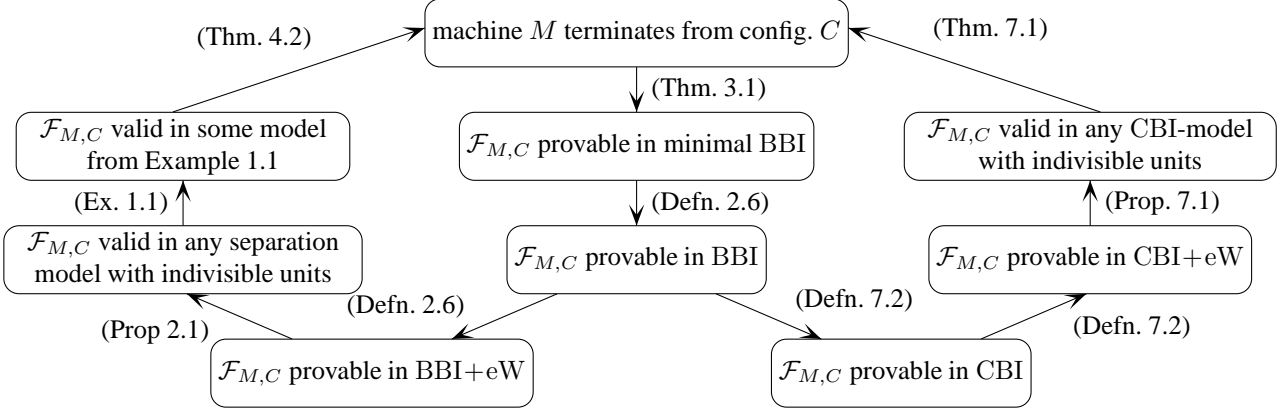 (Thm. 4.2)
machine M terminates from config. C
(Thm. 7.1)
(Thm. 3.1)
ℱ_{M,C} valid in some model
from Example 1.1
ℱ_{M,C} provable in minimal BBI
ℱ_{M,C} valid in any CBI-model
with indivisible units
(Ex. 1.1)
(Defn. 2.6)
(Prop. 7.1)
ℱ_{M,C} valid in any separation
model with indivisible units
ℱ_{M,C} provable in BBI
ℱ_{M,C} provable in CBI+eW
(Defn. 2.6)
(Defn. 7.2)
(Prop 2.1)
(Defn. 7.2)
ℱ_{M,C} provable in BBI+eW
ℱ_{M,C} provable in CBI